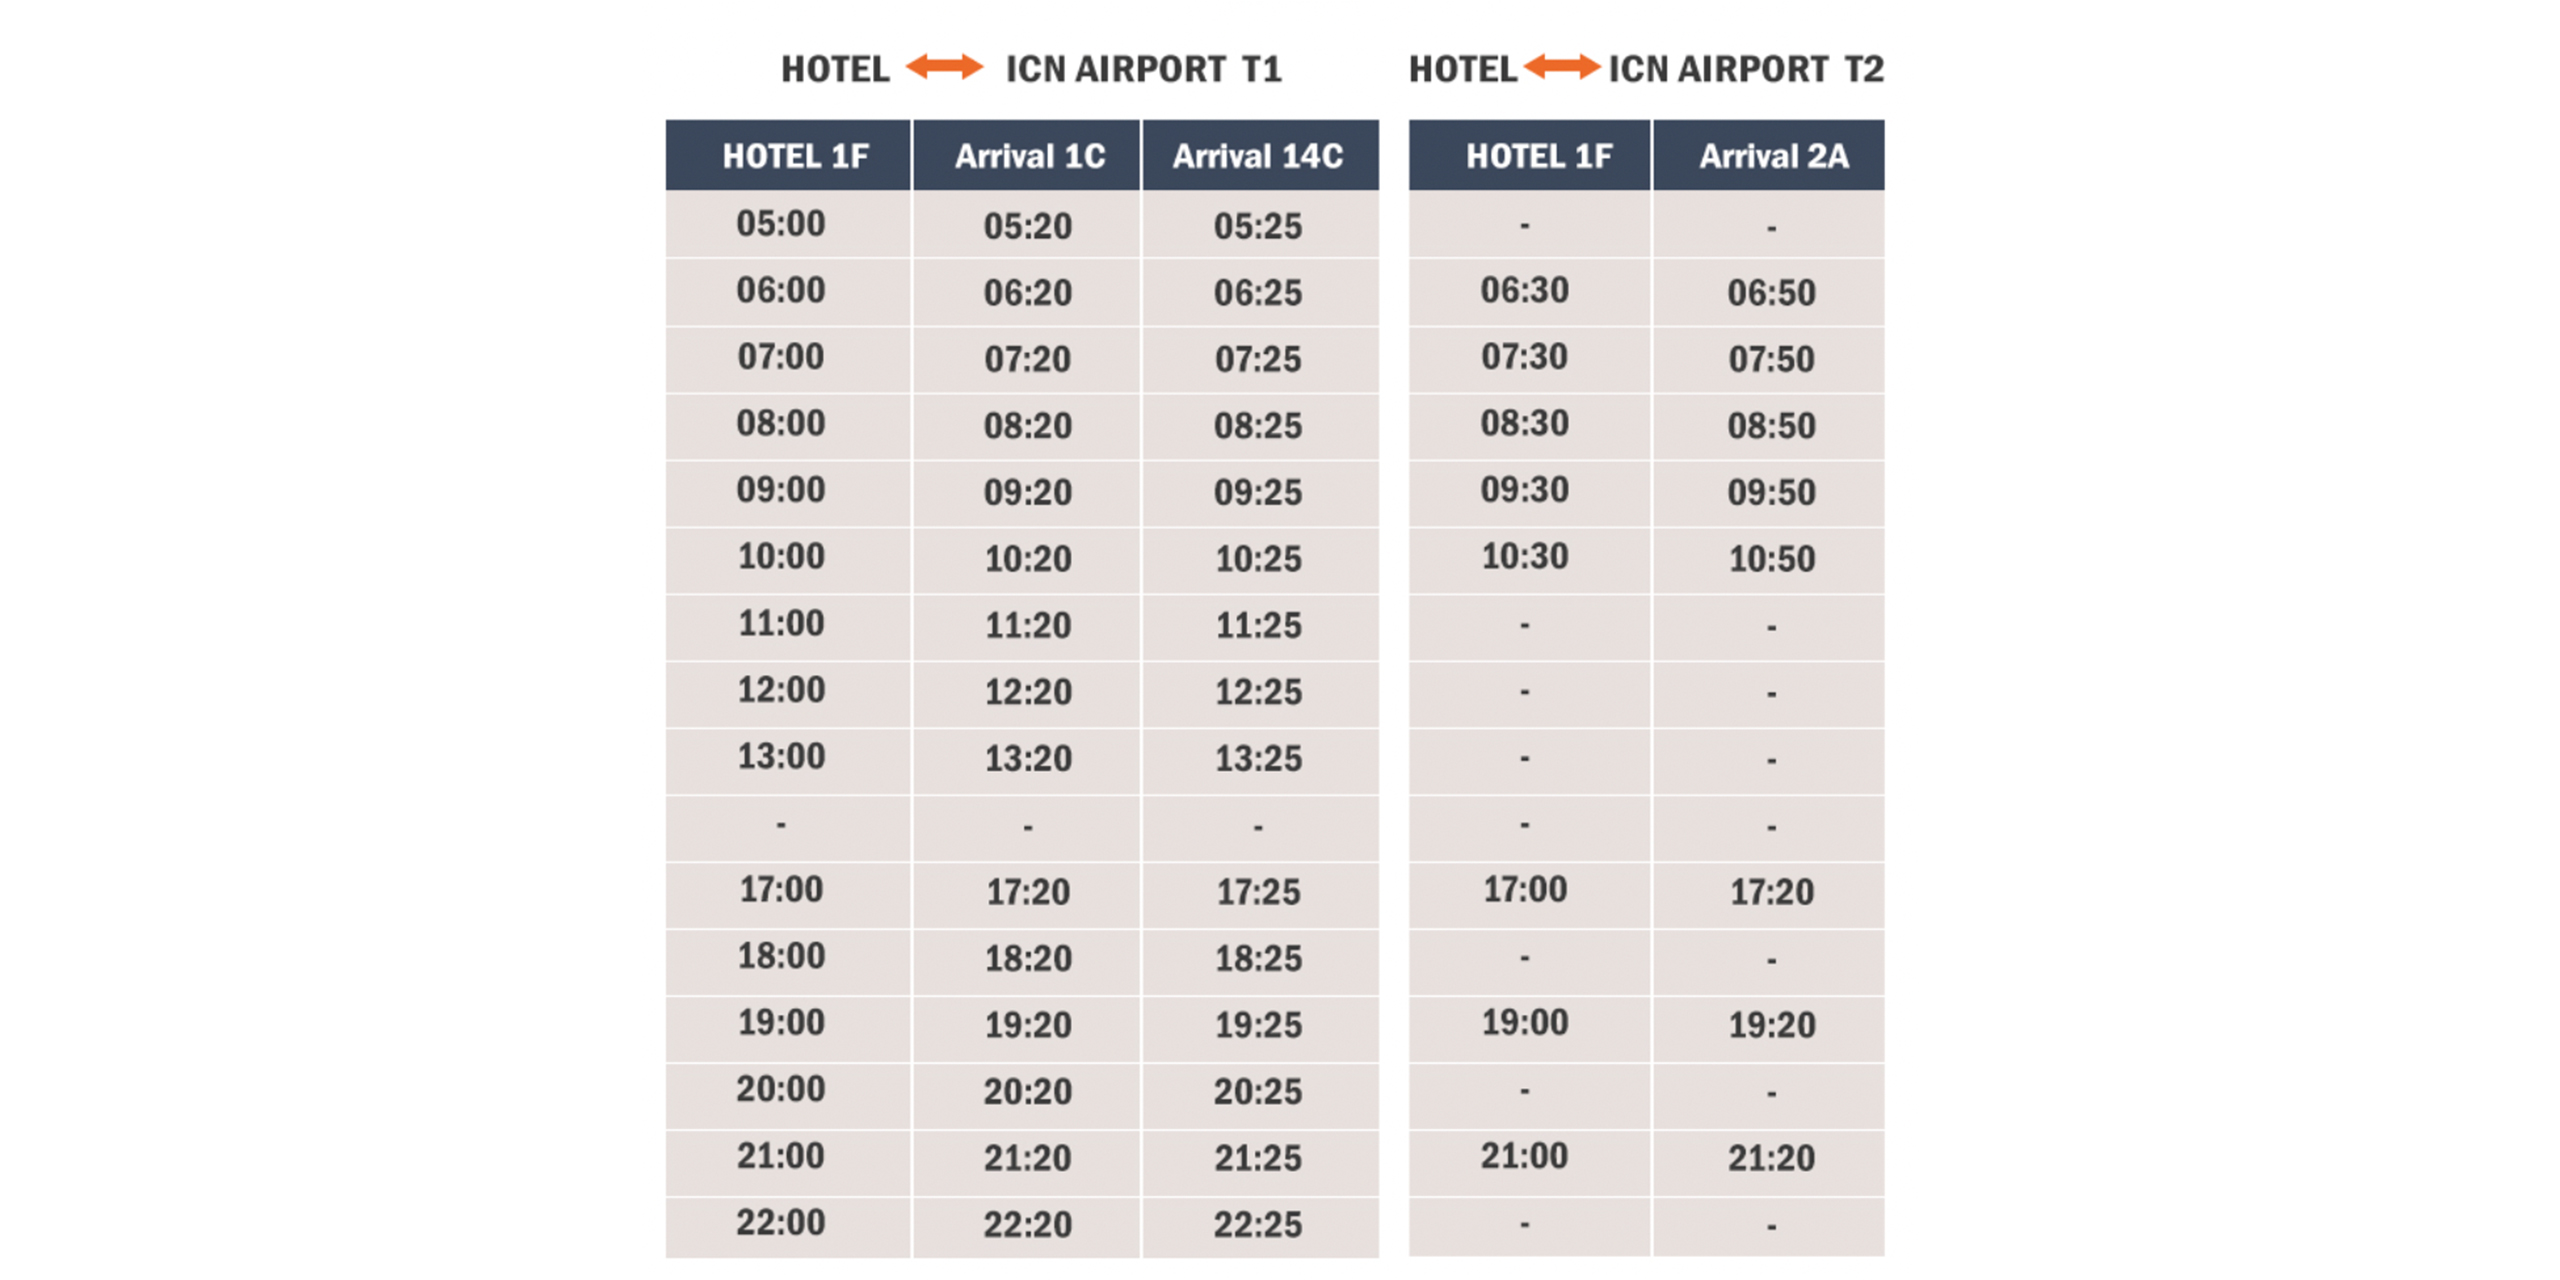 HOTEL ICN AIRPORT T1 HOTEL ICN AIRPORT T2
HOTEL 1F Arrival 1C Arrival 14C HOTEL 1F Arrival 2A
05:00 05:20 05:25 - -
06:00 06:20 06:25 06:30 06:50
07:00 07:20 07:25 07:30 07:50
08:00 08:20 08:25 08:30 08:50
09:00 09:20 09:25 09:30 09:50
10:00 10:20 10:25 10:30 10:50
11:00 11:20 11:25 - -
12:00 12:20 12:25 - -
13:00 13:20 13:25 - -
- - - - -
17:00 17:20 17:25 17:00 17:20
18:00 18:20 18:25 - -
19:00 19:20 19:25 19:00 19:20
20:00 20:20 20:25 - -
21:00 21:20 21:25 21:00 21:20
22:00 22:20 22:25 - -